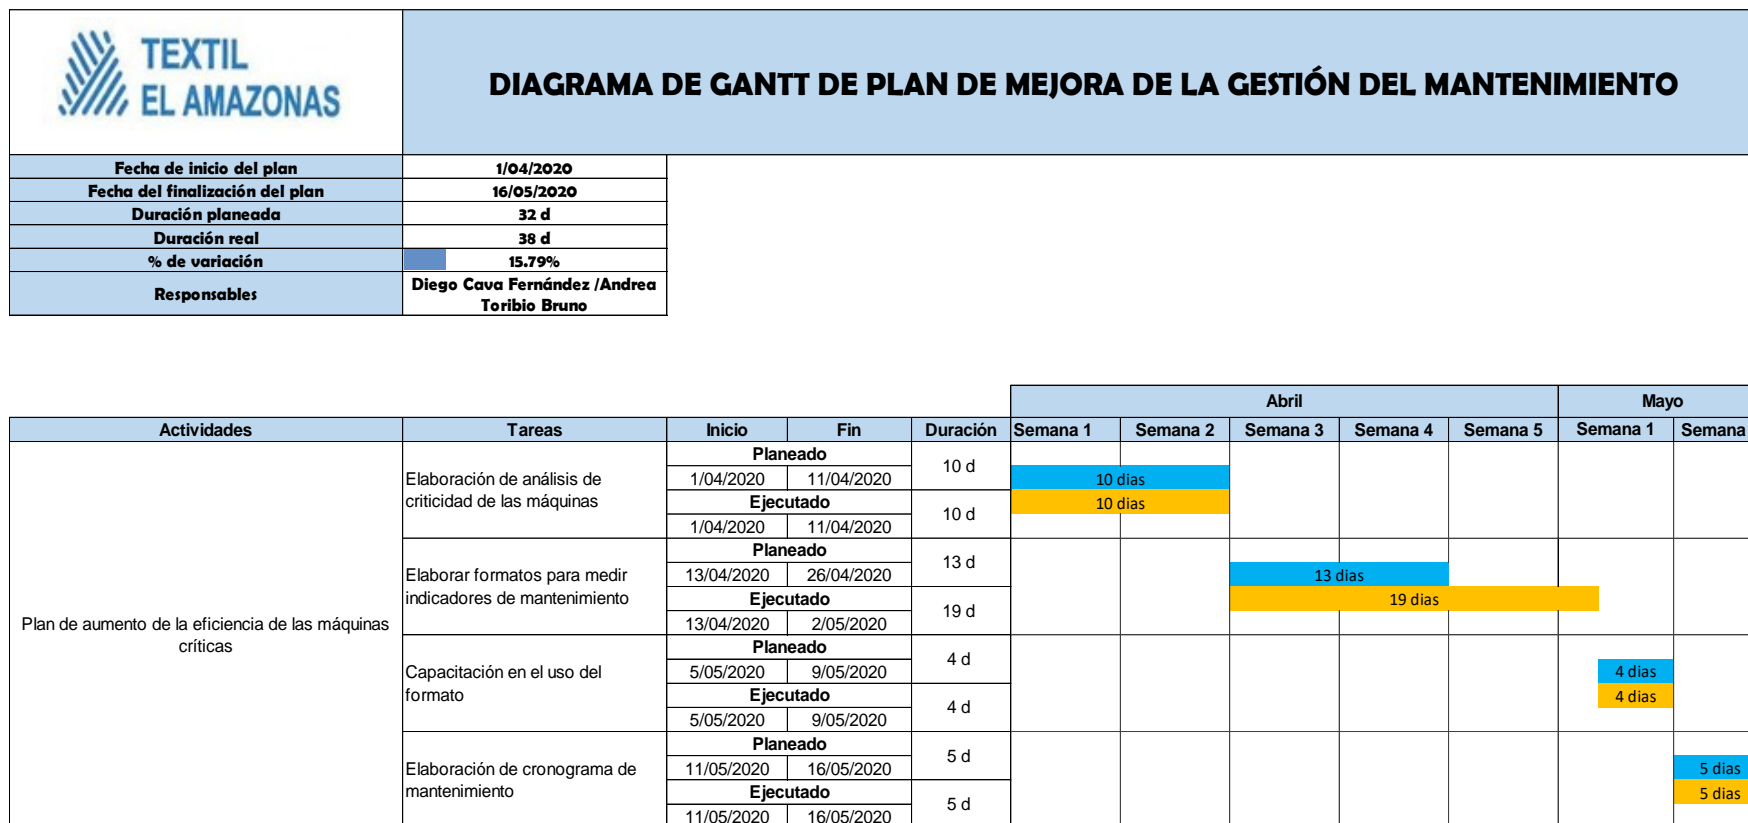 TEXTIL
EL AMAZONAS
DIAGRAMA DE GANTT DE PLAN DE MEJORA DE LA GESTIÓN DEL MANTENIMIENTO
Fecha de inicio del plan 1/04/2020
Fecha del finalización del plan 16/05/2020
Duración planeada 32 d
Duración real 38 d
% de variación 15.79%
Responsables Diego Cava Fernández /Andrea
Toribio Bruno
Abril Mayo
Actividades Tareas Inicio Fin Duración Semana 1 Semana 2 Semana 3 Semana 4 Semana 5 Semana 1 Semana
Plan de aumento de la eficiencia de las máquinas
críticas
Elaboración de análisis de
criticidad de las máquinas
Planeado
1/04/2020 11/04/2020
10 d
10 dias
Ejecutado
1/04/2020 11/04/2020
10 d
10 dias
Elaborar formatos para medir
indicadores de mantenimiento
Planeado
13/04/2020 26/04/2020
13 d
13 dias
Ejecutado
13/04/2020 2/05/2020
19 d
19 dias
Capacitación en el uso del
formato
Planeado
5/05/2020 9/05/2020
4 d
4 dias
Ejecutado
5/05/2020 9/05/2020
4 d
4 dias
Elaboración de cronograma de
mantenimiento
Planeado
11/05/2020 16/05/2020
5 d
5 dias
Ejecutado
11/05/2020 16/05/2020
5 d
5 dias